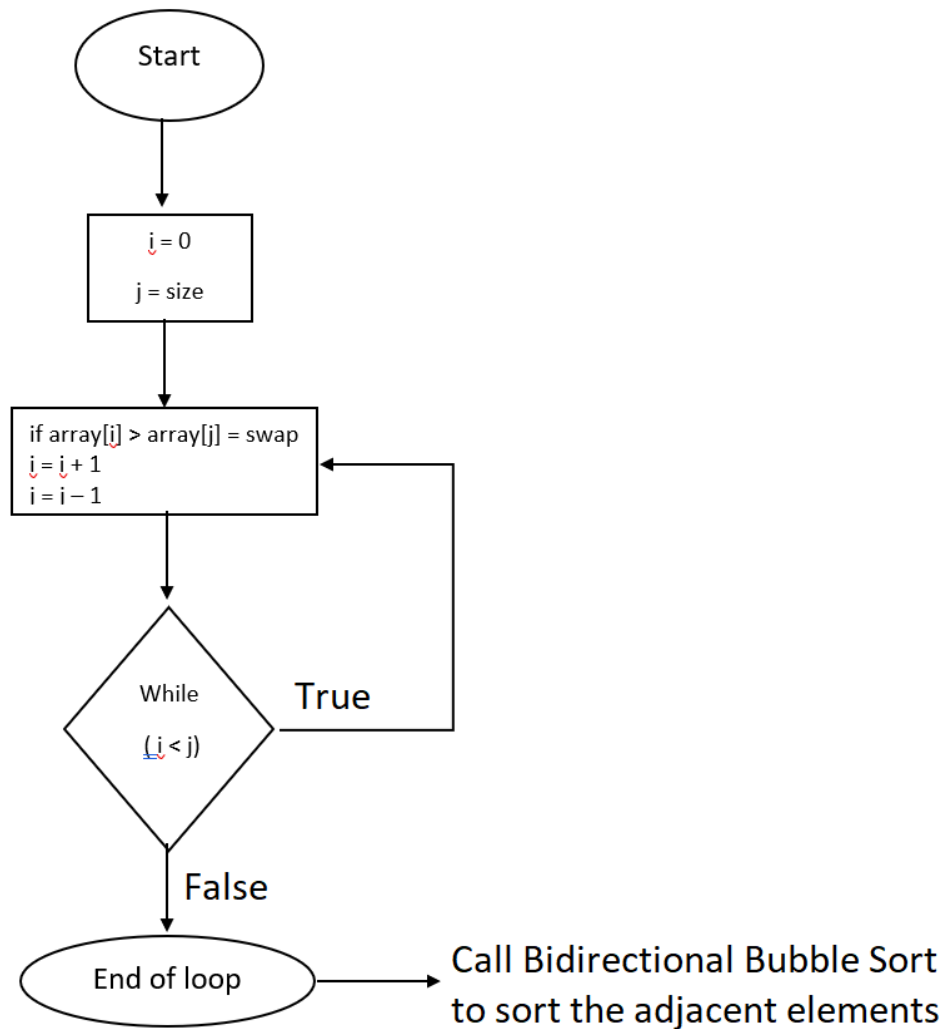 Start
i = 0
j = size
if array[i] > array[j] = swap
i = i + 1
i = i – 1
While
( i < j)
True
False
End of loop
Call Bidirectional Bubble Sort
to sort the adjacent elements